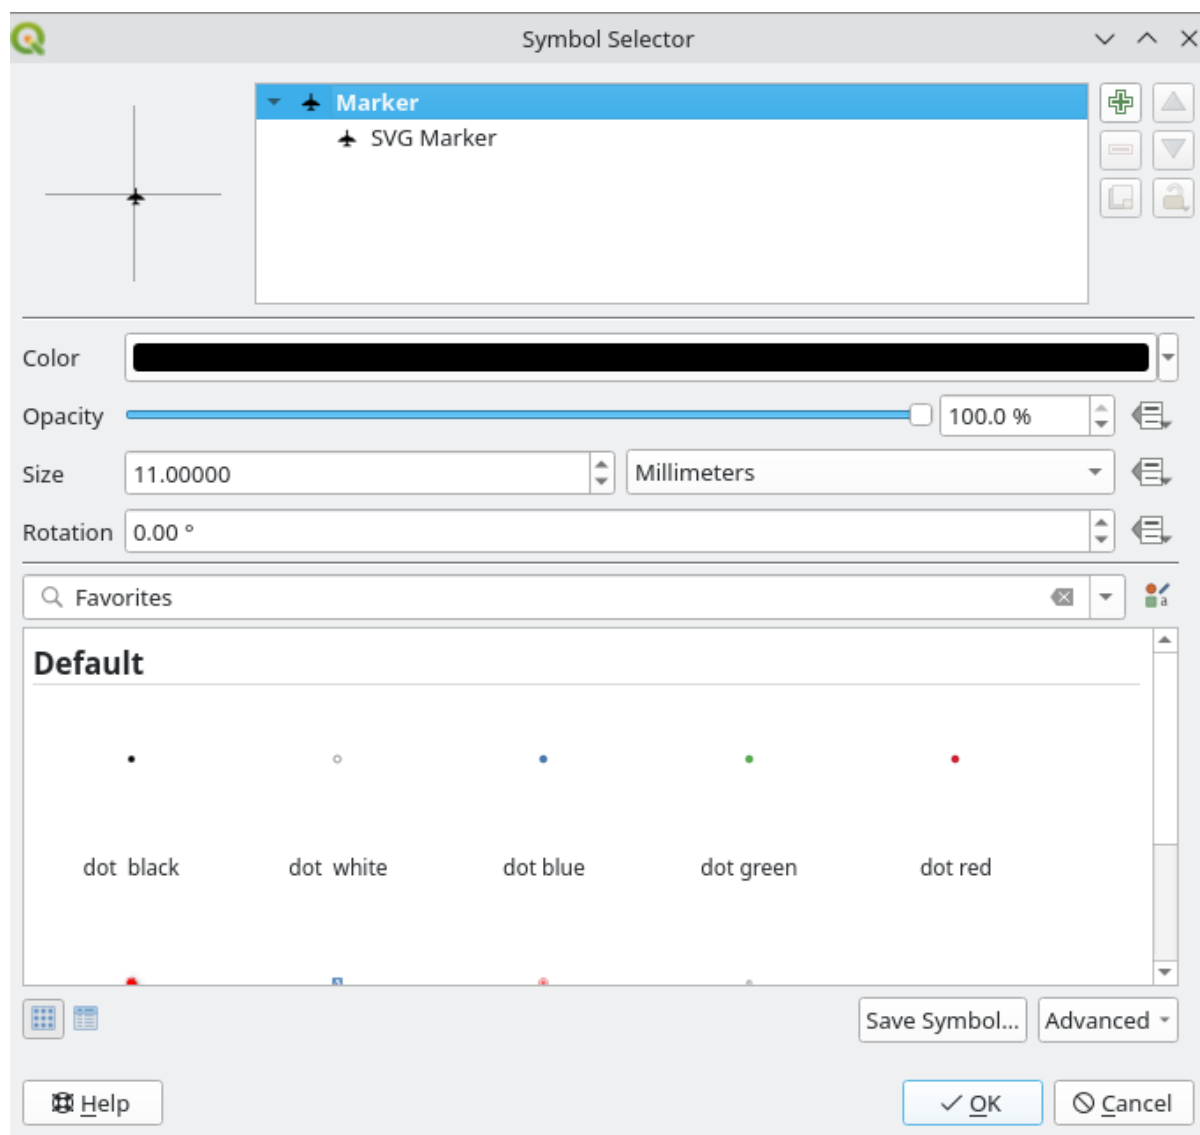 Symbol Selector
Marker
SVG Marker
Color
Opacity 100.0 %
Size 11.00000 Millimeters
Rotation 0.00 °
Favorites
a
Default
dot  black dot  white dot blue dot green dot red
Save Symbol... Advanced
Help OK Cancel